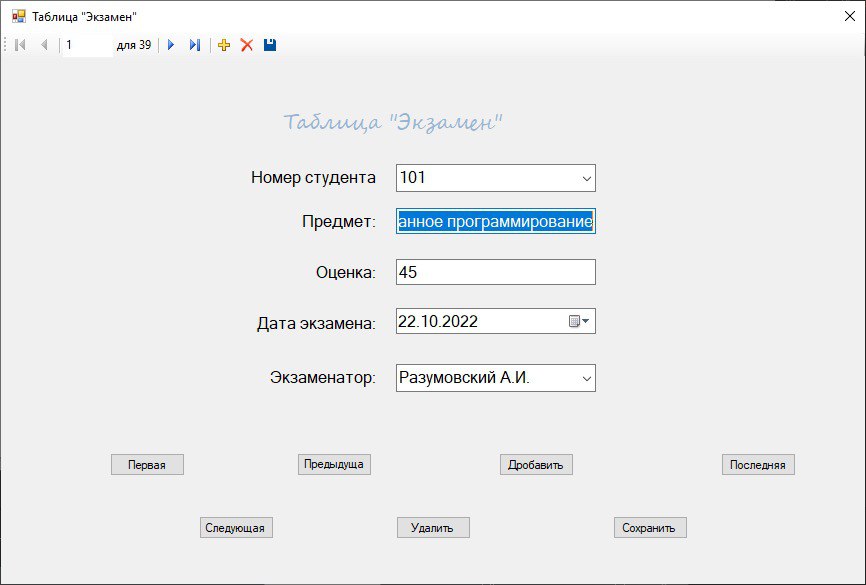 Таблица "Экзамен"
1 для 39
Таблица "Экзамен"
Номер студента 101
Предмет: анное программирование
Оценка: 45
Дата экзамена: 22.10.2022
Экзаменатор: Разумовский А.И.
Первая Предыдуща Дробавить Последняя
Следующая Удалить Сохранить